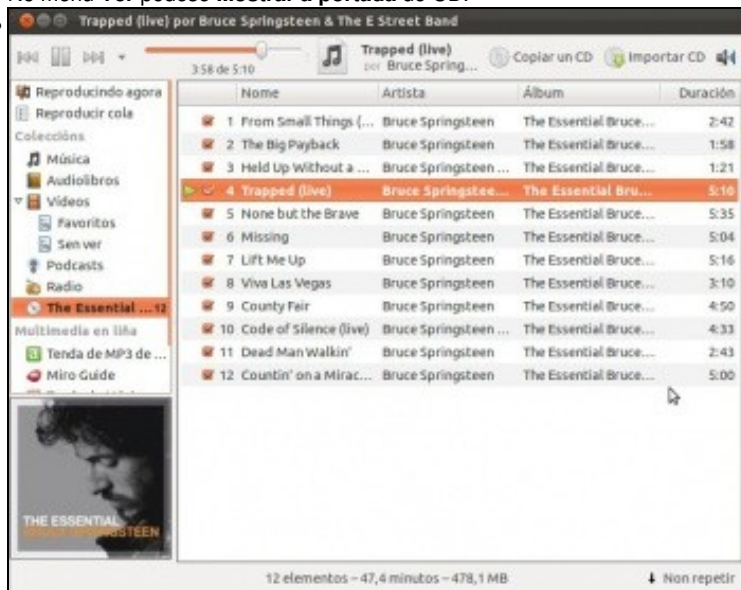 No menú Ver podese mostrar a portada do CD.
Trapped (live) por Bruce Springsteen & The E Street Band
3:58 de 5:10
Trapped (live)
por Bruce Spring...
Copiar un CD
Importar CD
Reproducindo agora
Reproducir cola
Coleccións
Música
Audiolibros
Vídeos
Favoritos
Sen ver
Podcasts
Radio
The Essential ...12
Multimedia en liña
Tenda de MP3 de ...
Miro Guide
Nome Artista Álbum Duración
1 From Small Things (... Bruce Springsteen The Essential Bruce... 2:42
2 The Big Payback Bruce Springsteen The Essential Bruce... 1:58
3 Held Up Without a ... Bruce Springsteen ... The Essential Bruce... 1:21
4 Trapped (live) Bruce Springstee... The Essential Bru... 5:10
5 None but the Brave Bruce Springsteen The Essential Bruce... 5:35
6 Missing Bruce Springsteen The Essential Bruce... 5:04
7 Lift Me Up Bruce Springsteen The Essential Bruce... 5:16
8 Viva Las Vegas Bruce Springsteen The Essential Bruce... 3:10
9 County Fair Bruce Springsteen The Essential Bruce... 4:50
10 Code of Silence (live) Bruce Springsteen ... The Essential Bruce... 4:33
11 Dead Man Walkin' Bruce Springsteen The Essential Bruce... 2:43
12 Countin' on a Mirac... Bruce Springsteen The Essential Bruce... 5:00
THE ESSENTIAL
BRUCE SPRINGSTEEN
12 elementos – 47,4 minutos – 478,1 MB
Non repetir